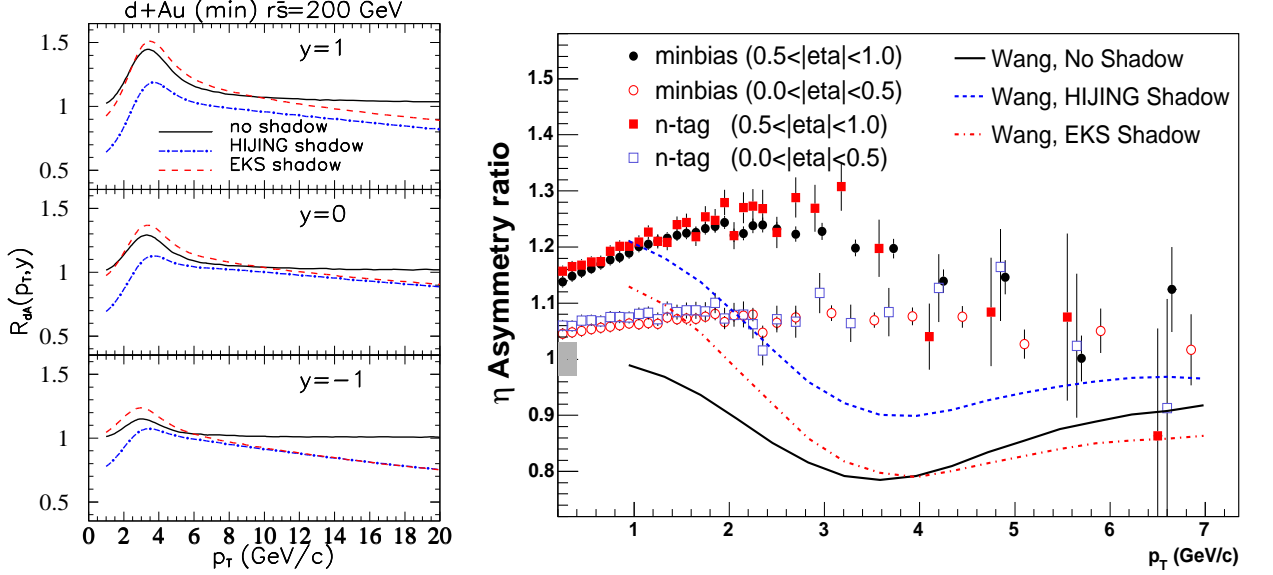 d+Au (min) r̅s̅=200 GeV
1.5
1
0.5
y=1
no shadow
HIJING shadow
EKS shadow
1.5
1
0.5
y=0
R_dA(p_T,y)
1.5
1
0.5
y=−1
0 2 4 6 8 10 12 14 16 18 20
p_T (GeV/c)
η Asymmetry ratio
1.5
1.4
1.3
1.2
1.1
1
0.9
0.8
minbias (0.5<|eta|<1.0)
minbias (0.0<|eta|<0.5)
n-tag (0.5<|eta|<1.0)
n-tag (0.0<|eta|<0.5)
Wang, No Shadow
Wang, HIJING Shadow
Wang, EKS Shadow
1 2 3 4 5 6 7
p_T (GeV/c)